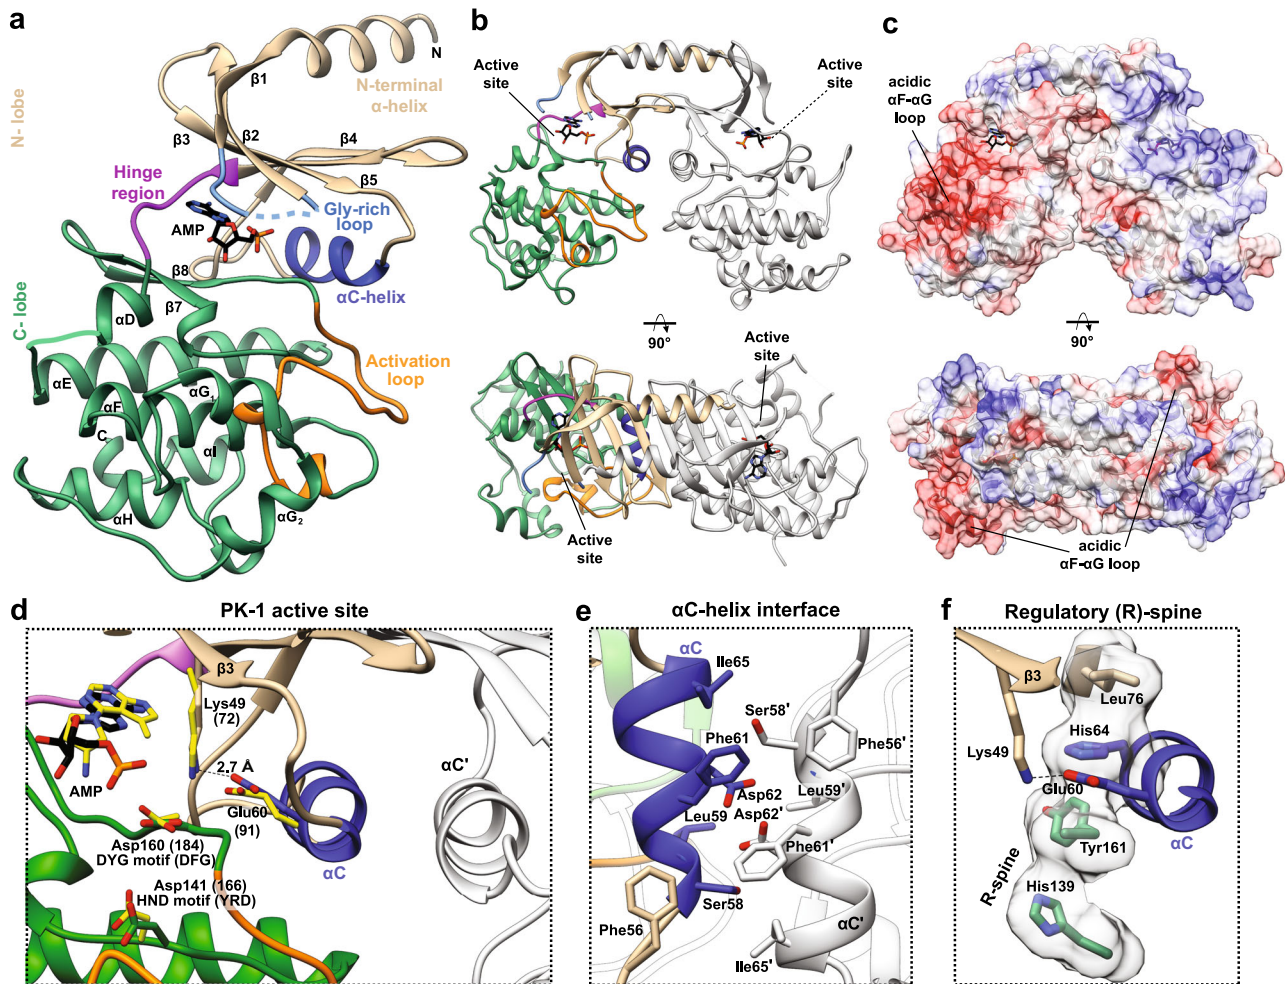 a
N- lobe
C- lobe
N
β1
N-terminal
α-helix
β3
β2
β4
β5
Hinge
region
Gly-rich
loop
AMP
β8
αC-helix
β7
αD
Activation
loop
αE
αG1
αF
C
αI
αH
αG2
b
Active
site
Active
site
90°
Active
site
Active
site
c
acidic
αF-αG
loop
90°
acidic
αF-αG loop
d
PK-1 active site
β3
Lys49
(72)
2.7 Å
AMP
Glu60
(91)
αC'
Asp160 (184)
DYG motif (DFG)
αC
Asp141 (166)
HND motif (YRD)
e
αC-helix interface
αC
Ile65
Ser58'
Phe61
Phe56'
Asp62
Leu59'
Leu59
Asp62'
Phe61'
Ser58
Phe56
αC'
Ile65'
f
Regulatory (R)-spine
β3
Leu76
His64
Lys49
Glu60
Tyr161
αC
R-spine
His139